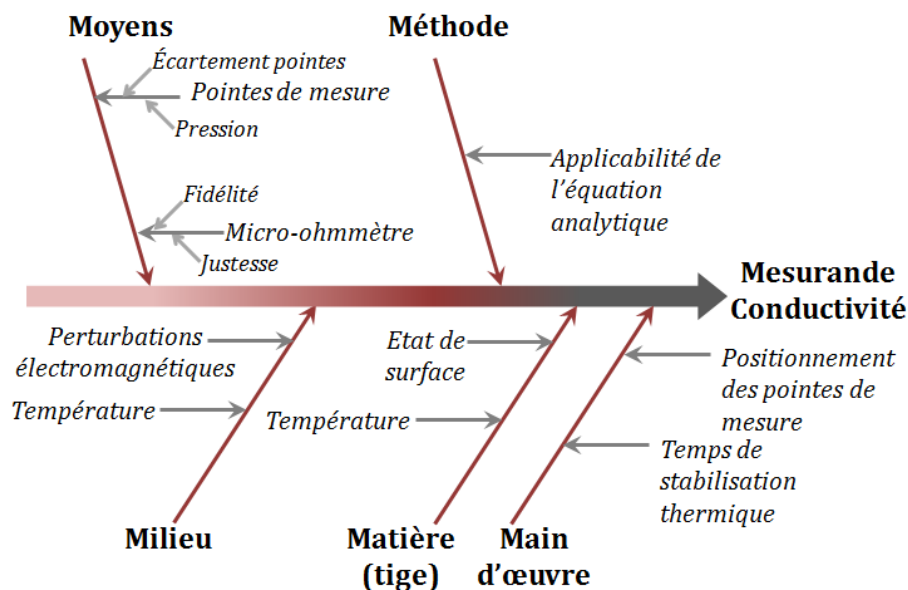 Moyens
Méthode
Écartement pointes
Pointes de mesure
Pression
Applicabilité de
l'équation
analytique
Fidélité
Micro-ohmmètre
Justesse
Mesurande
Conductivité
Perturbations
électromagnétiques
Température
Etat de
surface
Température
Positionnement
des pointes de
mesure
Temps de
stabilisation
thermique
Milieu
Matière
(tige)
Main
d'œuvre